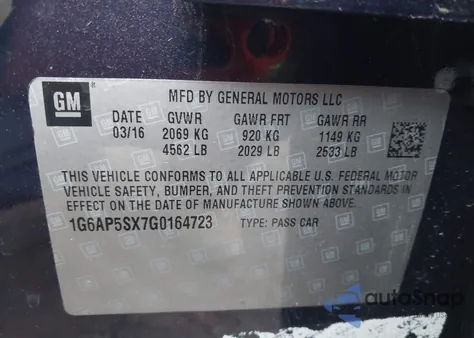 GM
MFD BY GENERAL MOTORS LLC
DATE GVWR GAWR FRT GAWR RR
03/16 2069 KG 920 KG 1149 KG
4562 LB 2029 LB 2533 LB
THIS VEHICLE CONFORMS TO ALL APPLICABLE U.S. FEDERAL MOTOR
VEHICLE SAFETY, BUMPER, AND THEFT PREVENTION STANDARDS
IN EFFECT ON THE DATE OF MANUFACTURE SHOWN ABOVE.
1G6AP5SX7G0164723 TYPE: PASS CAR
autoSnap